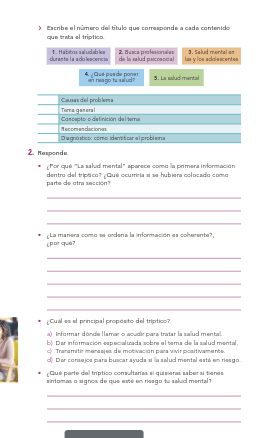 › Escribe el número del título que corresponde a cada contenido
que trata el tríptico.
1. Hábitos saludables
durante la adolescencia
2. Busca profesionales
de la salud psicosocial
3. Salud mental en
las y los adolescentes
4. ¿Qué puede poner
en riesgo tu salud?
5. La salud mental
Causas del problema
Tema general
Concepto o definición del tema
Recomendaciones
Diagnóstico: cómo identificar el problema
2. Responde.
• ¿Por qué "La salud mental" aparece como la primera información
dentro del tríptico? ¿Qué ocurriría si se hubiera colocado como
parte de otra sección?
• ¿La manera como se ordena la información es coherente?,
¿por qué?
• ¿Cuál es el principal propósito del tríptico?
a) Informar dónde llamar o acudir para tratar la salud mental.
b) Dar información especializada sobre el tema de la salud mental.
c) Transmitir mensajes de motivación para vivir positivamente.
d) Dar consejos para buscar ayuda si la salud mental está en riesgo.
• ¿Qué parte del tríptico consultarías si quisieras saber si tienes
síntomas o signos de que esté en riesgo tu salud mental?